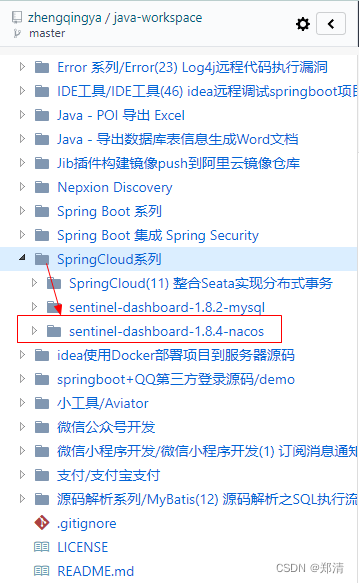 zhengqingya / java-workspace
master
Error 系列/Error(23) Log4j远程代码执行漏洞
IDE工具/IDE工具(46) idea远程调试springboot项目
Java - POI 导出 Excel
Java - 导出数据库表信息生成Word文档
Jib插件构建镜像push到阿里云镜像仓库
Nepxion Discovery
Spring Boot 系列
Spring Boot 集成 Spring Security
SpringCloud系列
SpringCloud(11) 整合Seata实现分布式事务
sentinel-dashboard-1.8.2-mysql
sentinel-dashboard-1.8.4-nacos
idea使用Docker部署项目到服务器源码
springboot+QQ第三方登录源码/demo
小工具/Aviator
微信公众号开发
微信小程序开发/微信小程序开发(1) 订阅消息通知
支付/支付宝支付
源码解析系列/MyBatis(12) 源码解析之SQL执行流
.gitignore
LICENSE
README.md
CSDN @郑清